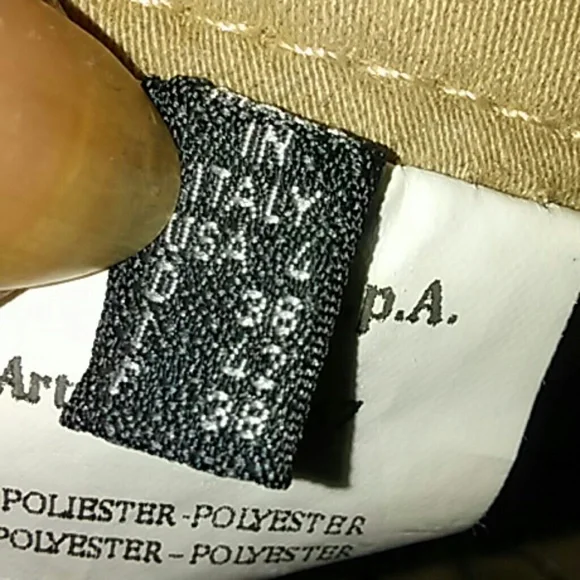 IN
ITALY
USA 4
D 38
I 42
F 38
p.A.
Art
POLIESTER-POLYESTER
POLYESTER-POLYESTER